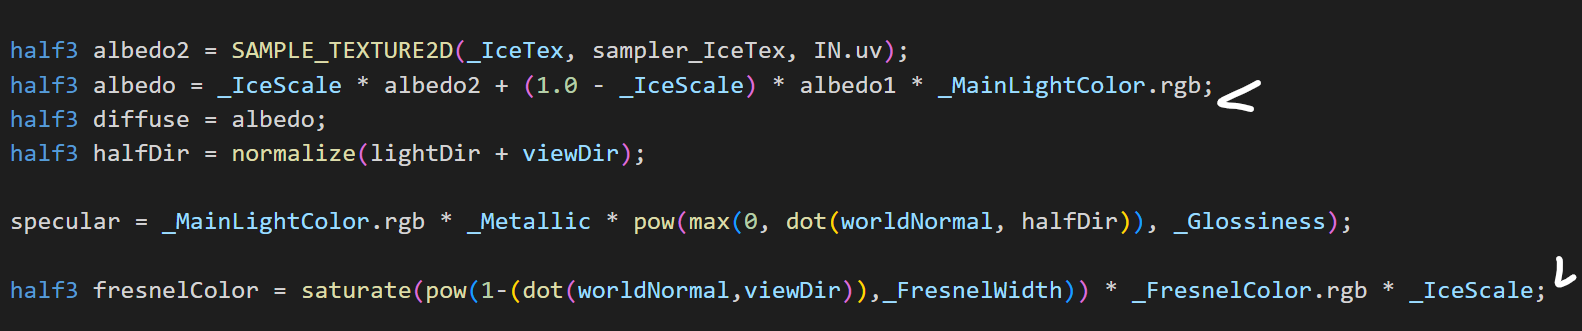 half3 albedo2 = SAMPLE_TEXTURE2D(_IceTex, sampler_IceTex, IN.uv);
half3 albedo = _IceScale * albedo2 + (1.0 - _IceScale) * albedo1 * _MainLightColor.rgb;
half3 diffuse = albedo;
half3 halfDir = normalize(lightDir + viewDir);
specular = _MainLightColor.rgb * _Metallic * pow(max(0, dot(worldNormal, halfDir)), _Glossiness);
half3 fresnelColor = saturate(pow(1-(dot(worldNormal,viewDir)),_FresnelWidth)) * _FresnelColor.rgb * _IceScale;